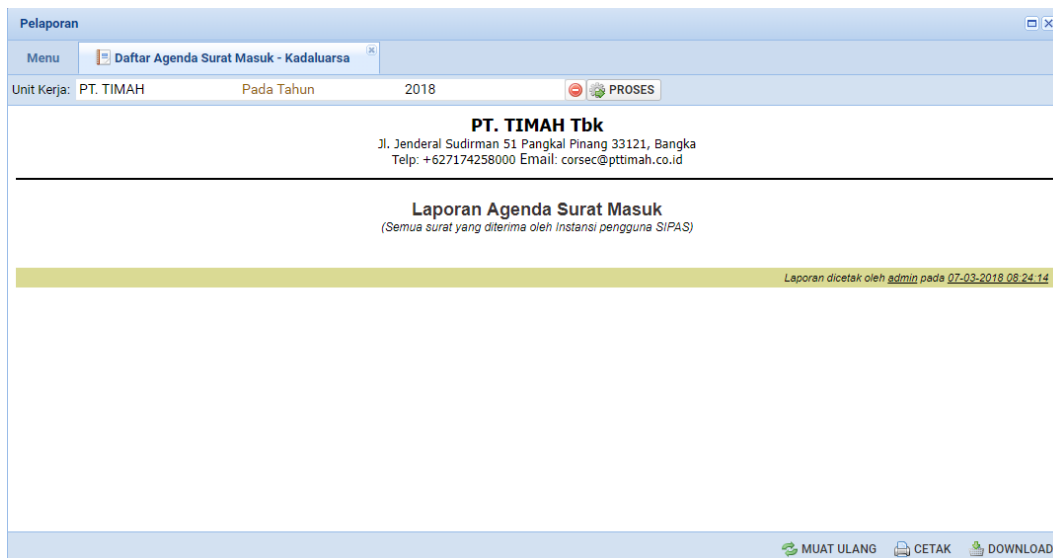 Pelaporan
Menu Daftar Agenda Surat Masuk - Kadaluarsa
Unit Kerja: PT. TIMAH Pada Tahun 2018 PROSES
PT. TIMAH Tbk
Jl. Jenderal Sudirman 51 Pangkal Pinang 33121, Bangka
Telp: +627174258000 Email: corsec@pttimah.co.id
Laporan Agenda Surat Masuk
(Semua surat yang diterima oleh Instansi pengguna SIPAS)
Laporan dicetak oleh admin pada 07-03-2018 08:24:14
MUAT ULANG CETAK DOWNLOAD